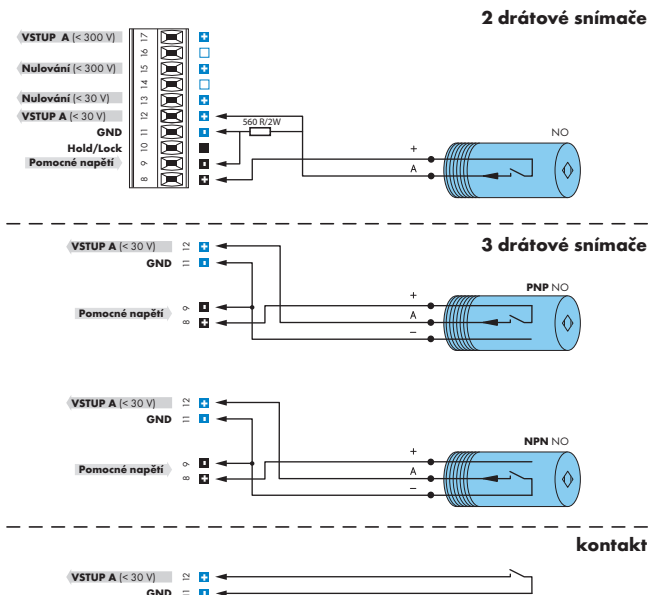 2 drátové snímače
VSTUP A (< 300 V) 17
16
Nulování (< 300 V) 15
14
Nulování (< 30 V) 13
VSTUP A (< 30 V) 12
GND 11
Hold/Lock 10
Pomocné napětí 9
8
560 R/2W
NO
+
A
3 drátové snímače
VSTUP A (< 30 V) 12
GND 11
Pomocné napětí 9
8
PNP NO
+
A
–
VSTUP A (< 30 V) 12
GND 11
Pomocné napětí 9
8
NPN NO
+
A
–
kontakt
VSTUP A (< 30 V) 12
GND 11